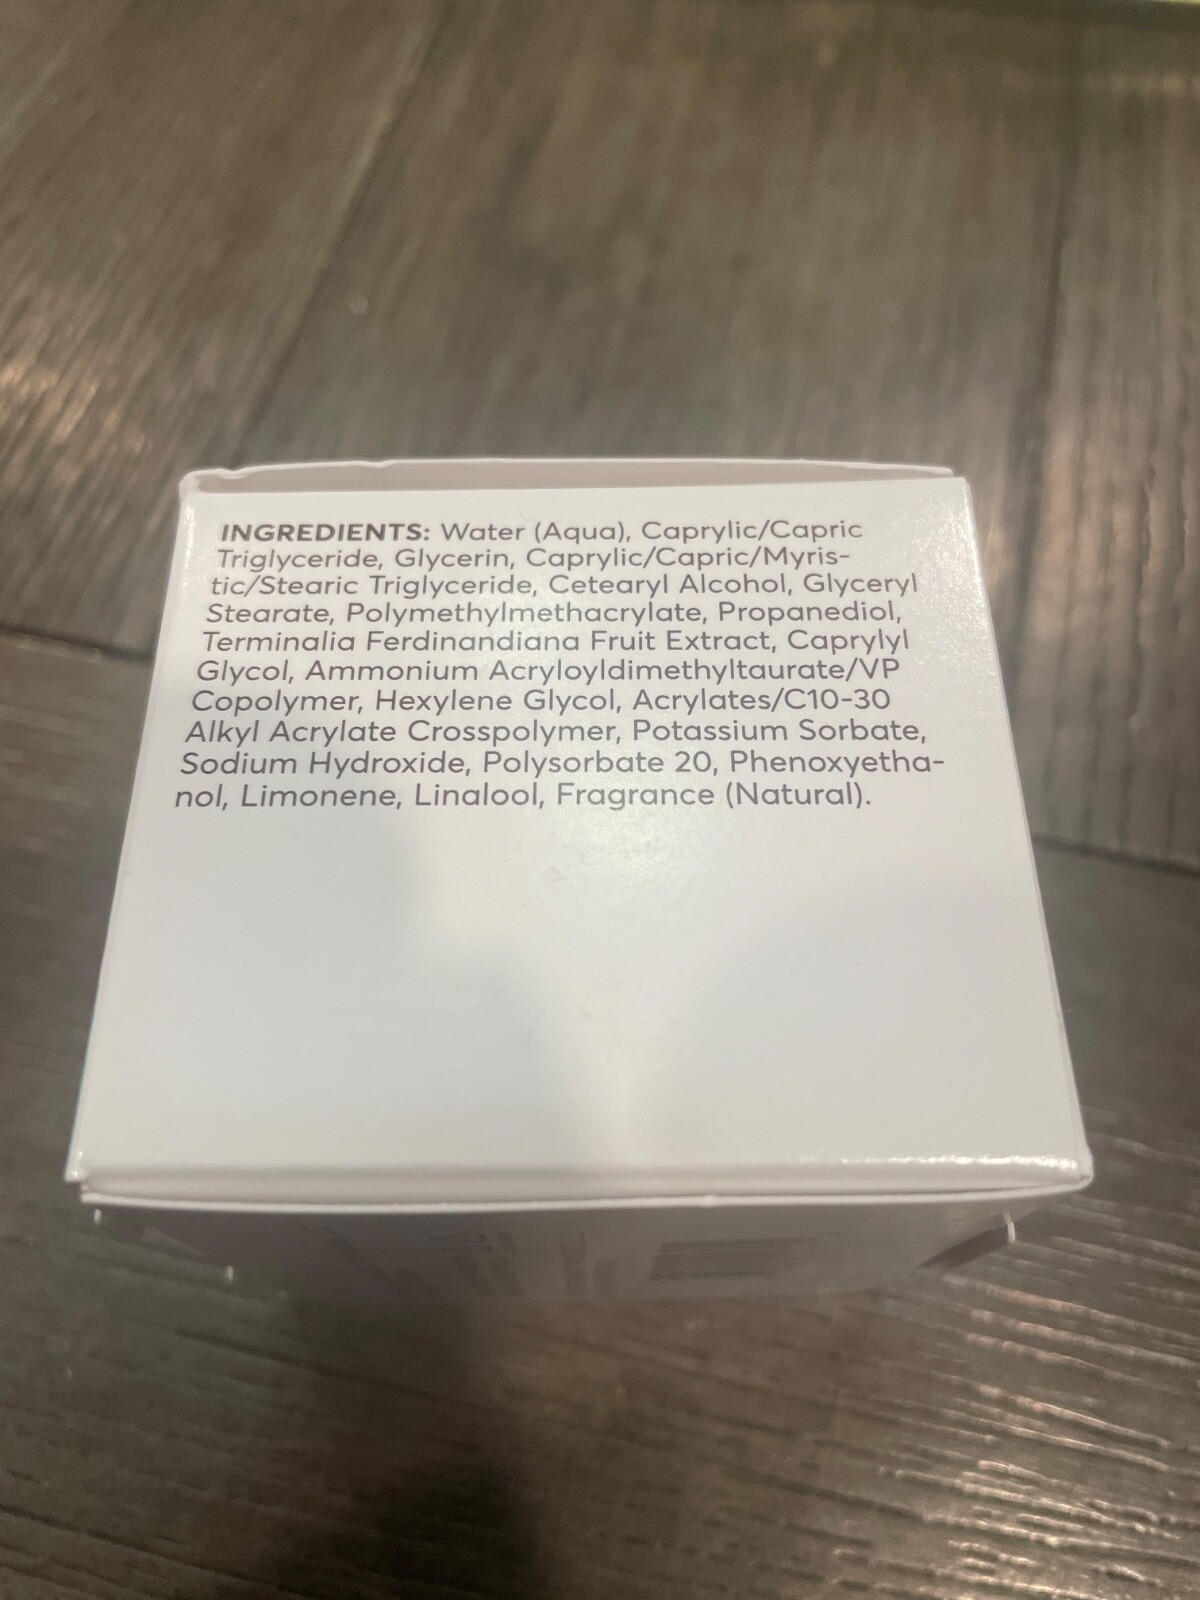 INGREDIENTS: Water (Aqua), Caprylic/Capric
Triglyceride, Glycerin, Caprylic/Capric/Myris-
tic/Stearic Triglyceride, Cetearyl Alcohol, Glyceryl
Stearate, Polymethylmethacrylate, Propanediol,
Terminalia Ferdinandiana Fruit Extract, Caprylyl
Glycol, Ammonium Acryloyldimethyltaurate/VP
Copolymer, Hexylene Glycol, Acrylates/C10-30
Alkyl Acrylate Crosspolymer, Potassium Sorbate,
Sodium Hydroxide, Polysorbate 20, Phenoxyetha-
nol, Limonene, Linalool, Fragrance (Natural).